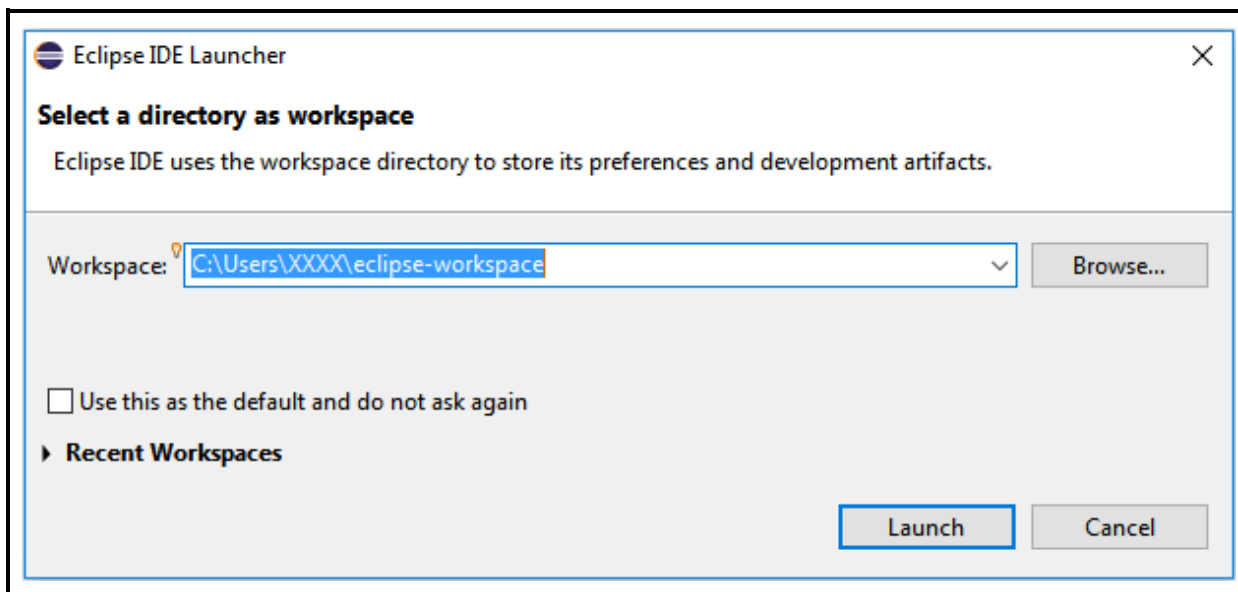 Eclipse IDE Launcher
Select a directory as workspace
Eclipse IDE uses the workspace directory to store its preferences and development artifacts.
Workspace: C:\Users\XXXX\eclipse-workspace Browse...
Use this as the default and do not ask again
Recent Workspaces
Launch Cancel